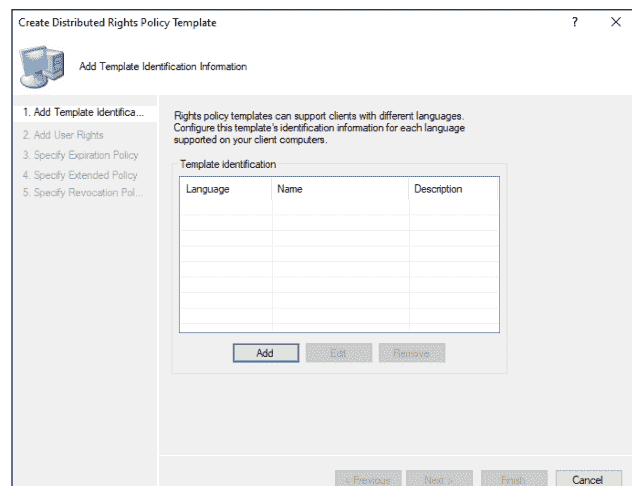 Create Distributed Rights Policy Template
Add Template Identification Information
1. Add Template Identifica...
2. Add User Rights
3. Specify Expiration Policy
4. Specify Extended Policy
5. Specify Revocation Pol...
Rights policy templates can support clients with different languages.
Configure this template's identification information for each language
supported on your client computers.
Template identification
Language Name Description
Add Edit Remove
< Previous Next > Finish Cancel